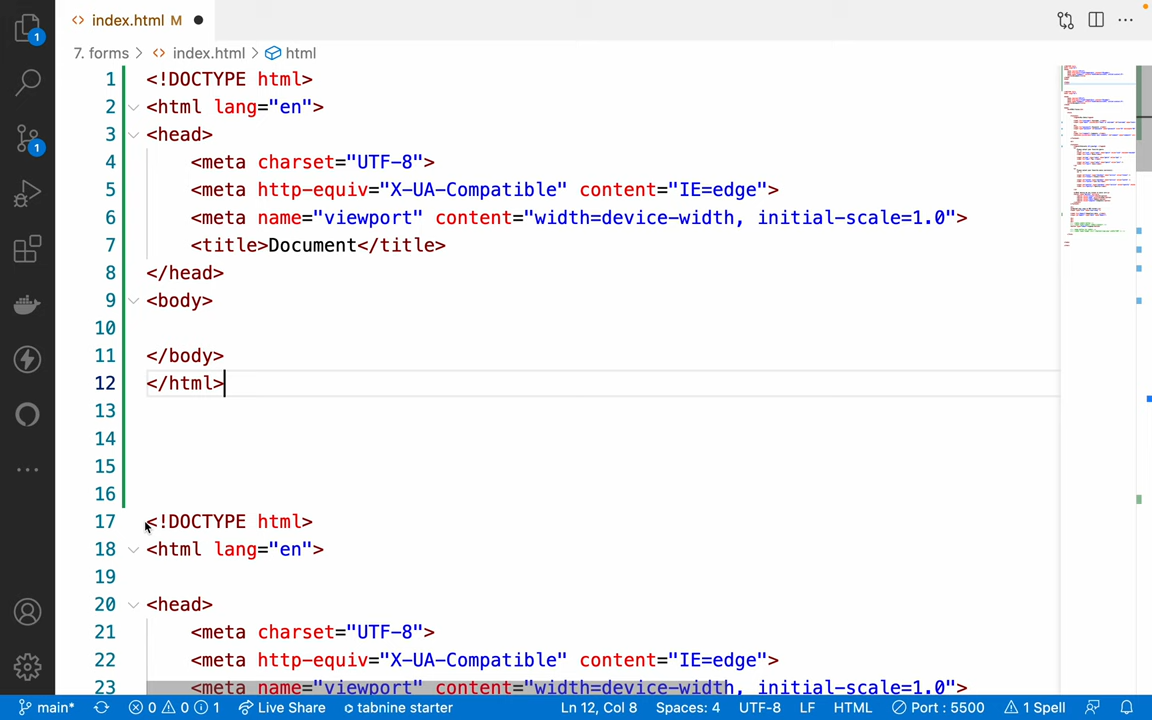 index.html M
7. forms > index.html > html
1 <!DOCTYPE html>
2 <html lang="en">
3 <head>
4 <meta charset="UTF-8">
5 <meta http-equiv="X-UA-Compatible" content="IE=edge">
6 <meta name="viewport" content="width=device-width, initial-scale=1.0">
7 <title>Document</title>
8 </head>
9 <body>
10
11 </body>
12 </html>
13
14
15
16
17 <!DOCTYPE html>
18 <html lang="en">
19
20 <head>
21 <meta charset="UTF-8">
22 <meta http-equiv="X-UA-Compatible" content="IE=edge">
23 <meta name="viewport" content="width=device-width, initial-scale=1.0">
1
1
main* 0 0 1 Live Share tabnine starter Ln 12, Col 8 Spaces: 4 UTF-8 LF HTML Port : 5500 1 Spell